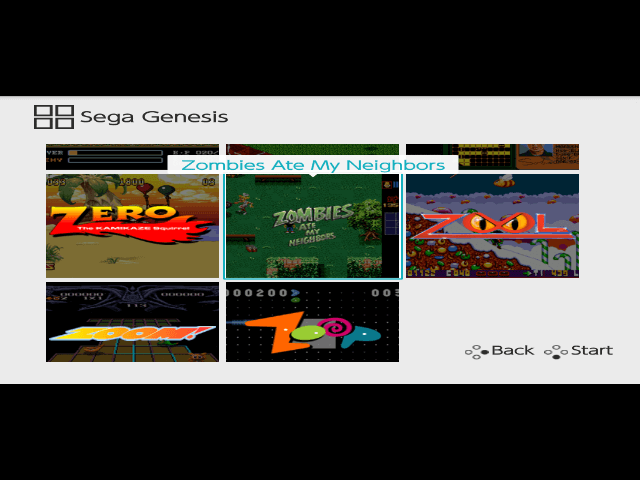 Sega Genesis
Zombies Ate My Neighbors
ZERO
The KAMIKAZE Squirrel
ZOMBIES
ATE
MY
NEIGHBORS
ZOOL
ZOOM!
000200
ZOOP
Back
Start